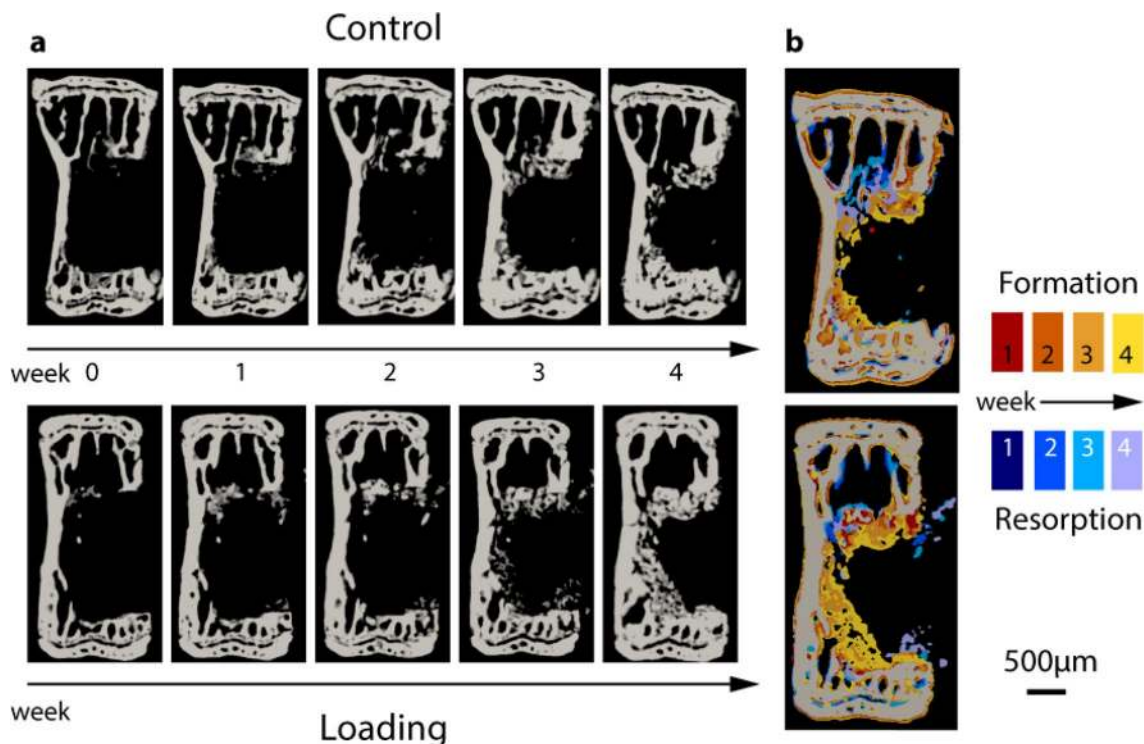 a
Control
b
week 0 1 2 3 4
Formation
1 2 3 4
week
1 2 3 4
Resorption
500μm
week
Loading